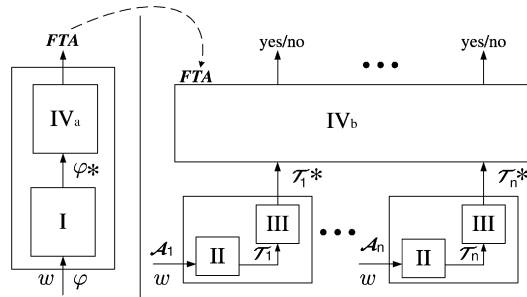 FTA
IVa
φ*
I
w φ
yes/no
• • •
yes/no
FTA
IVb
𝒯1*
𝒯n*
III
• • •
III
𝒜1
w
II
𝒯1
𝒜n
w
II
𝒯n